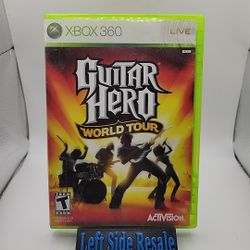 XBOX 360
LIVE
GUITAR
HERO
WORLD TOUR
T
ACTIVISION
Left Side Resale